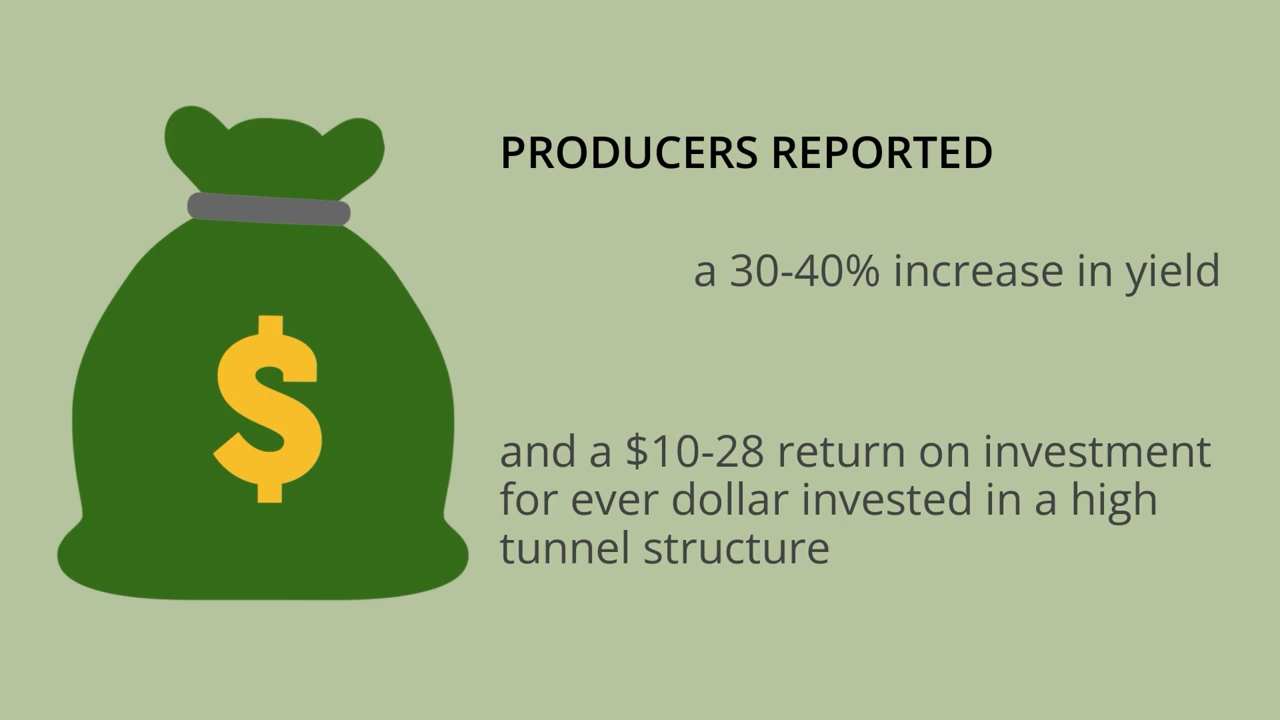 PRODUCERS REPORTED
a 30-40% increase in yield
and a $10-28 return on investment
for ever dollar invested in a high
tunnel structure
$